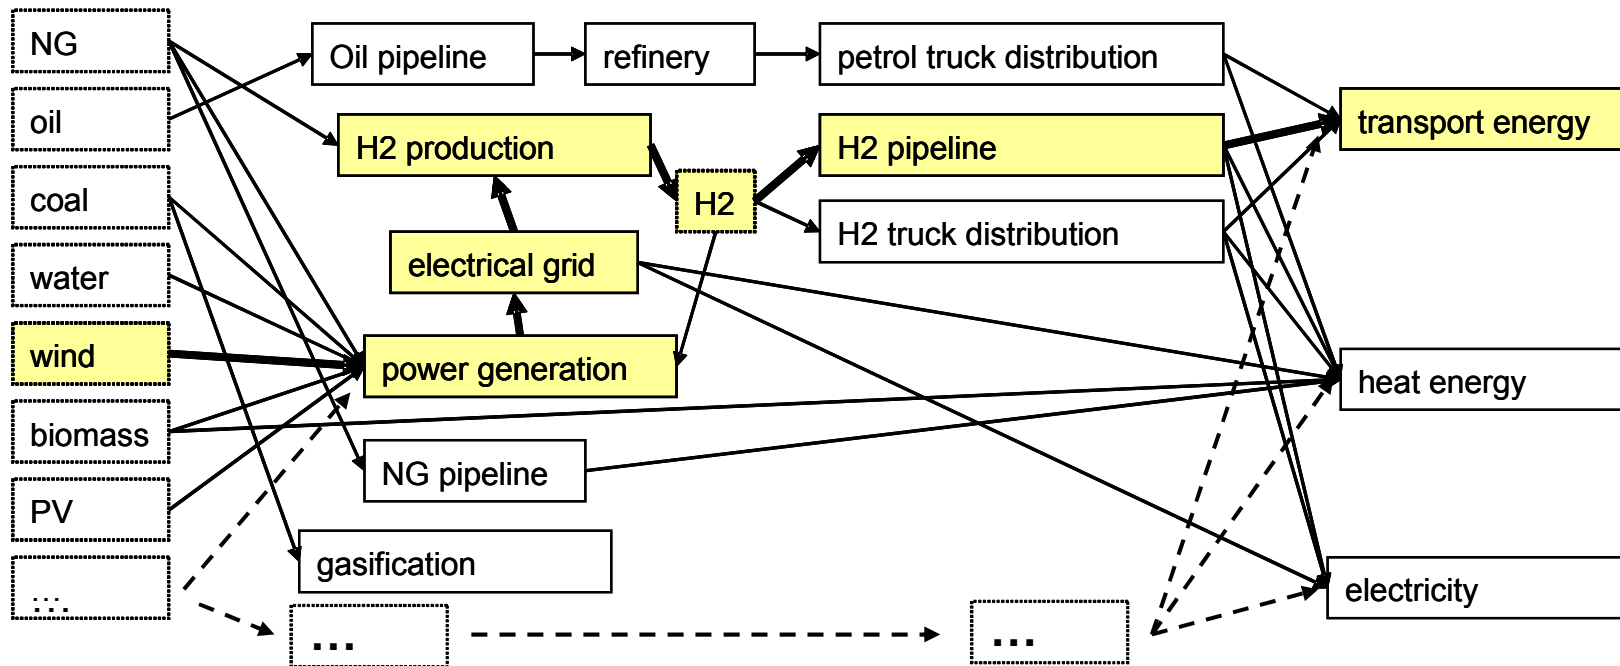 NG
oil
coal
water
wind
biomass
PV
...
Oil pipeline
refinery
petrol truck distribution
H2 production
H2
H2 pipeline
H2 truck distribution
electrical grid
power generation
NG pipeline
gasification
...
...
transport energy
heat energy
electricity